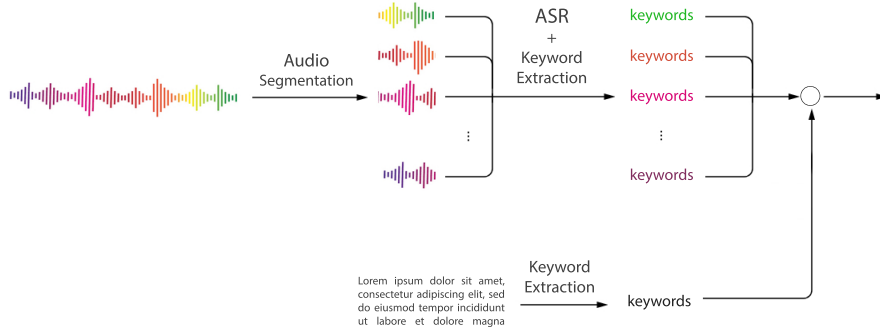 Audio
Segmentation
ASR
+
Keyword
Extraction
keywords
keywords
keywords
...
...
keywords
Lorem ipsum dolor sit amet,
consectetur adipiscing elit, sed
do eiusmod tempor incididunt
ut labore et dolore magna
Keyword
Extraction
keywords